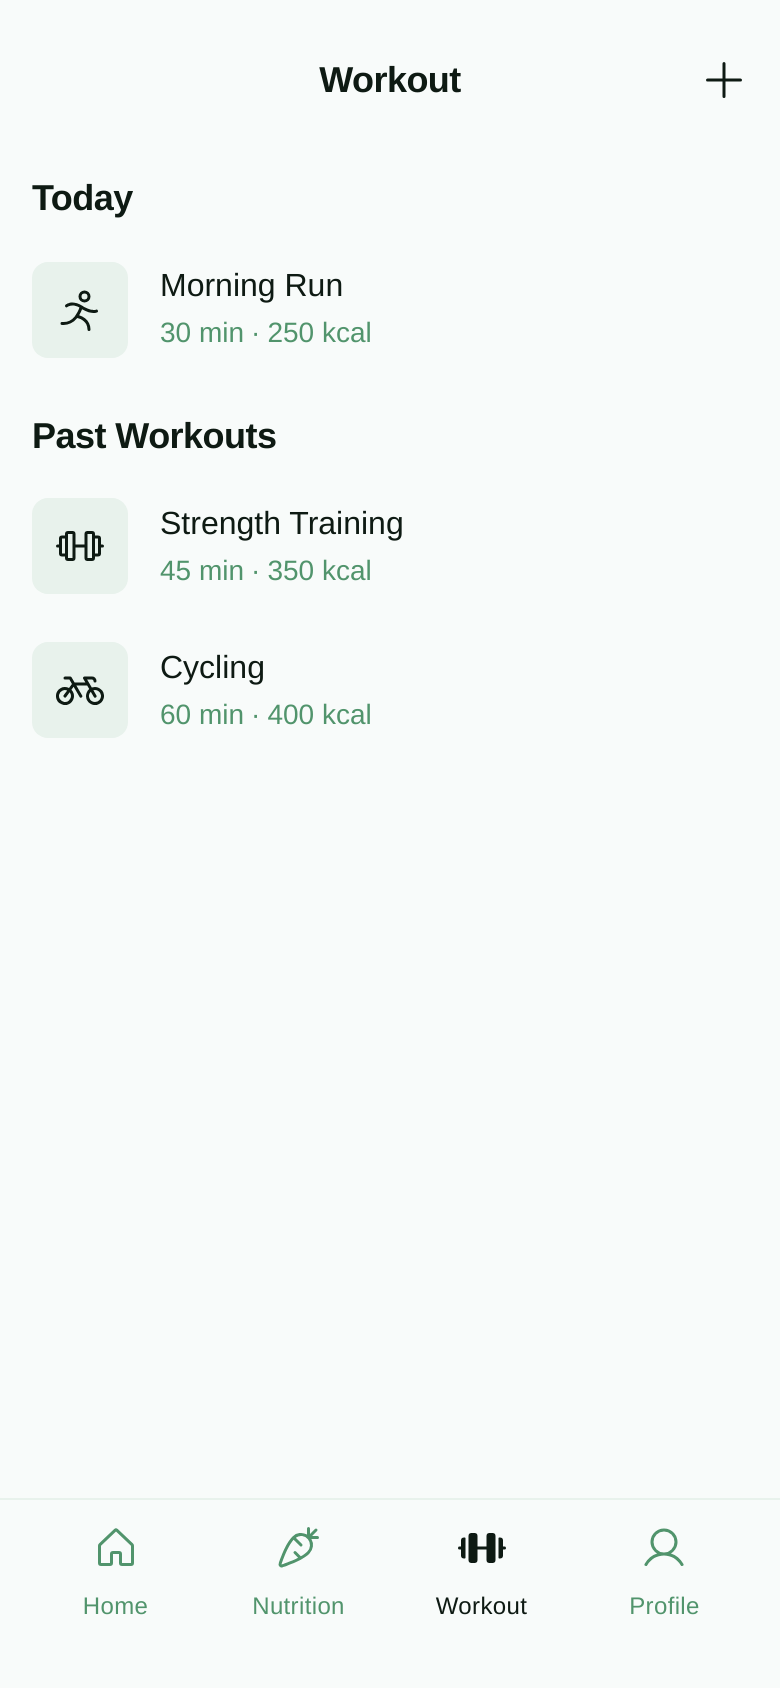 Workout
Today
Morning Run
30 min · 250 kcal
Past Workouts
Strength Training
45 min · 350 kcal
Cycling
60 min · 400 kcal
Home
Nutrition
Workout
Profile